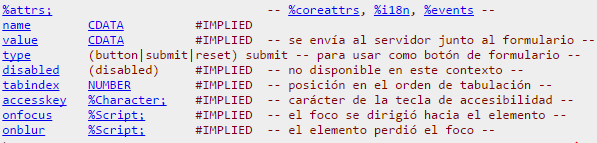 %attrs; -- %coreattrs, %i18n, %events --
name CDATA #IMPLIED
value CDATA #IMPLIED -- se envía al servidor junto al formulario --
type (button|submit|reset) submit -- para usar como botón de formulario --
disabled (disabled) #IMPLIED -- no disponible en este contexto --
tabindex NUMBER #IMPLIED -- posición en el orden de tabulación --
accesskey %Character; #IMPLIED -- carácter de la tecla de accesibilidad --
onfocus %Script; #IMPLIED -- el foco se dirigió hacia el elemento --
onblur %Script; #IMPLIED -- el elemento perdió el foco --